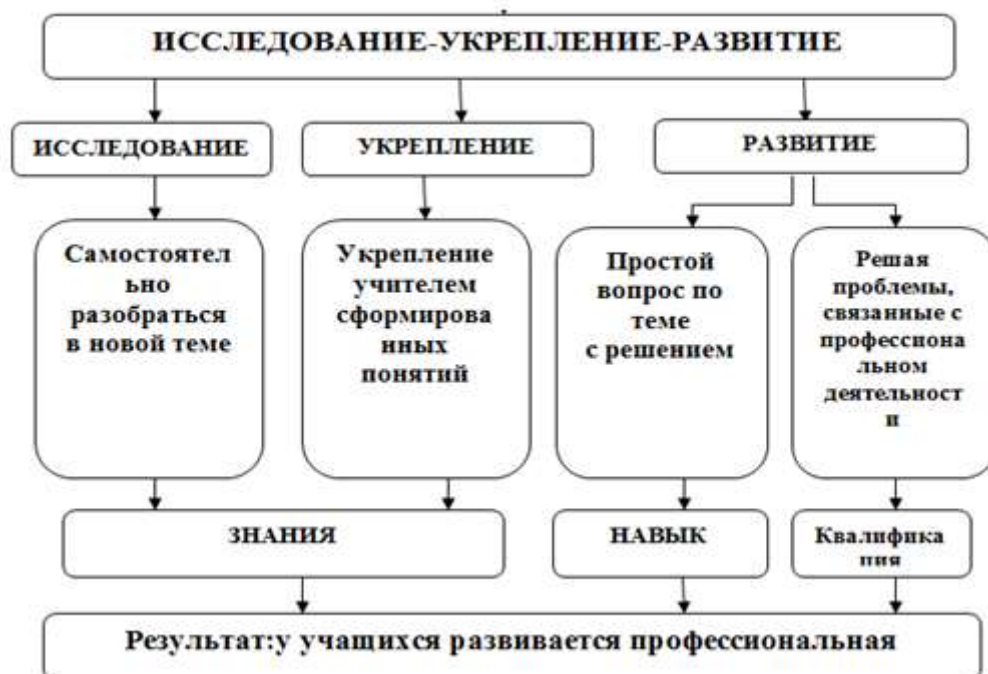 ИССЛЕДОВАНИЕ-УКРЕПЛЕНИЕ-РАЗВИТИЕ
ИССЛЕДОВАНИЕ
УКРЕПЛЕНИЕ
РАЗВИТИЕ
Самостоятел
ьно
разобраться
в новой теме
Укрепление
учителем
сформирова
нных
понятий
Простой
вопрос по
теме
с решением
Решая
проблемы,
связанные с
профессиона
льном
деятельност
и
ЗНАНИЯ
НАВЫК
Квалифика
ция
Результат:у учащихся развивается профессиональная